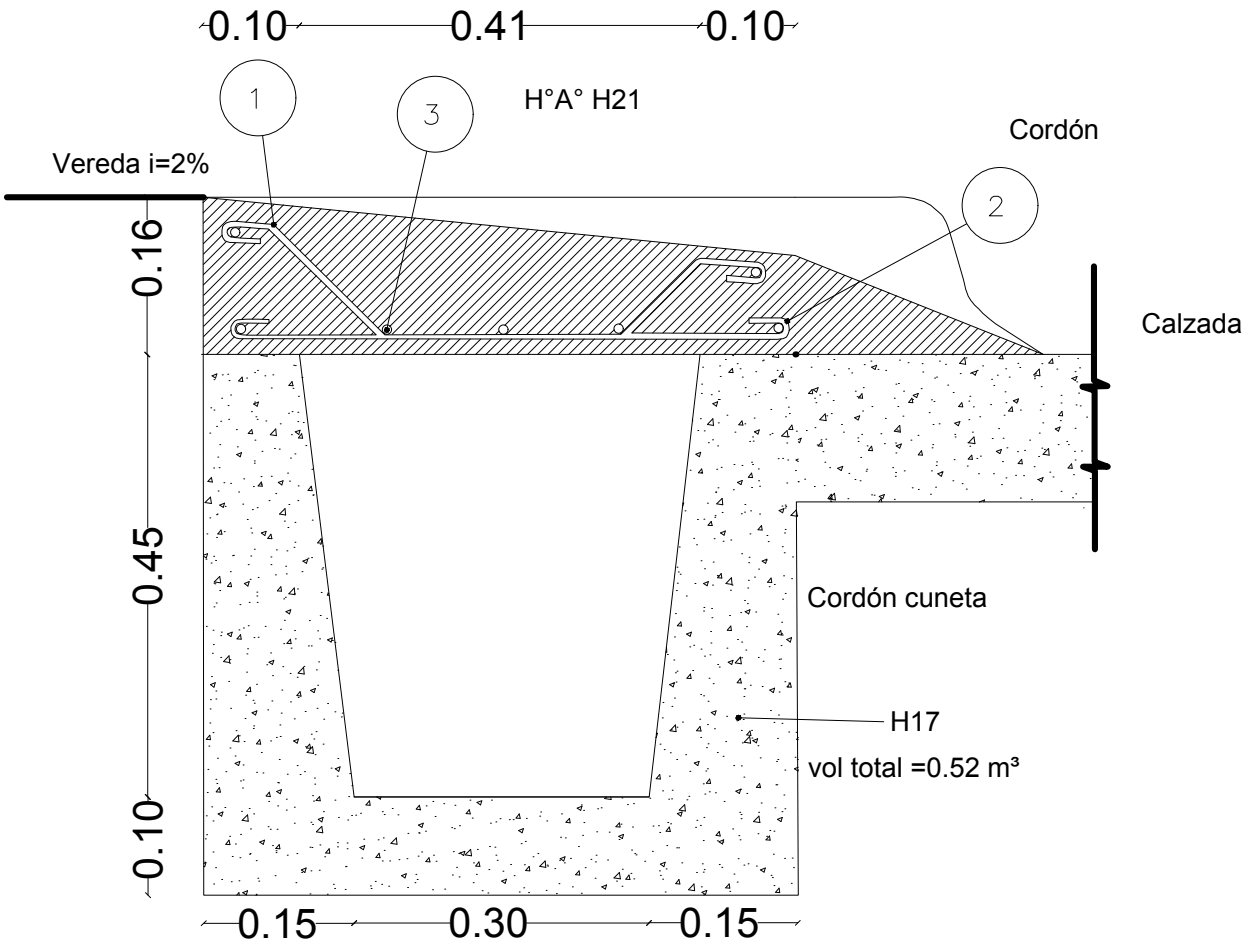 0.10 0.41 0.10
1
3
H°A° H21
Cordón
Vereda i=2%
2
0.16
Calzada
0.45
Cordón cuneta
H17
vol total =0.52 m³
0.10
0.15 0.30 0.15